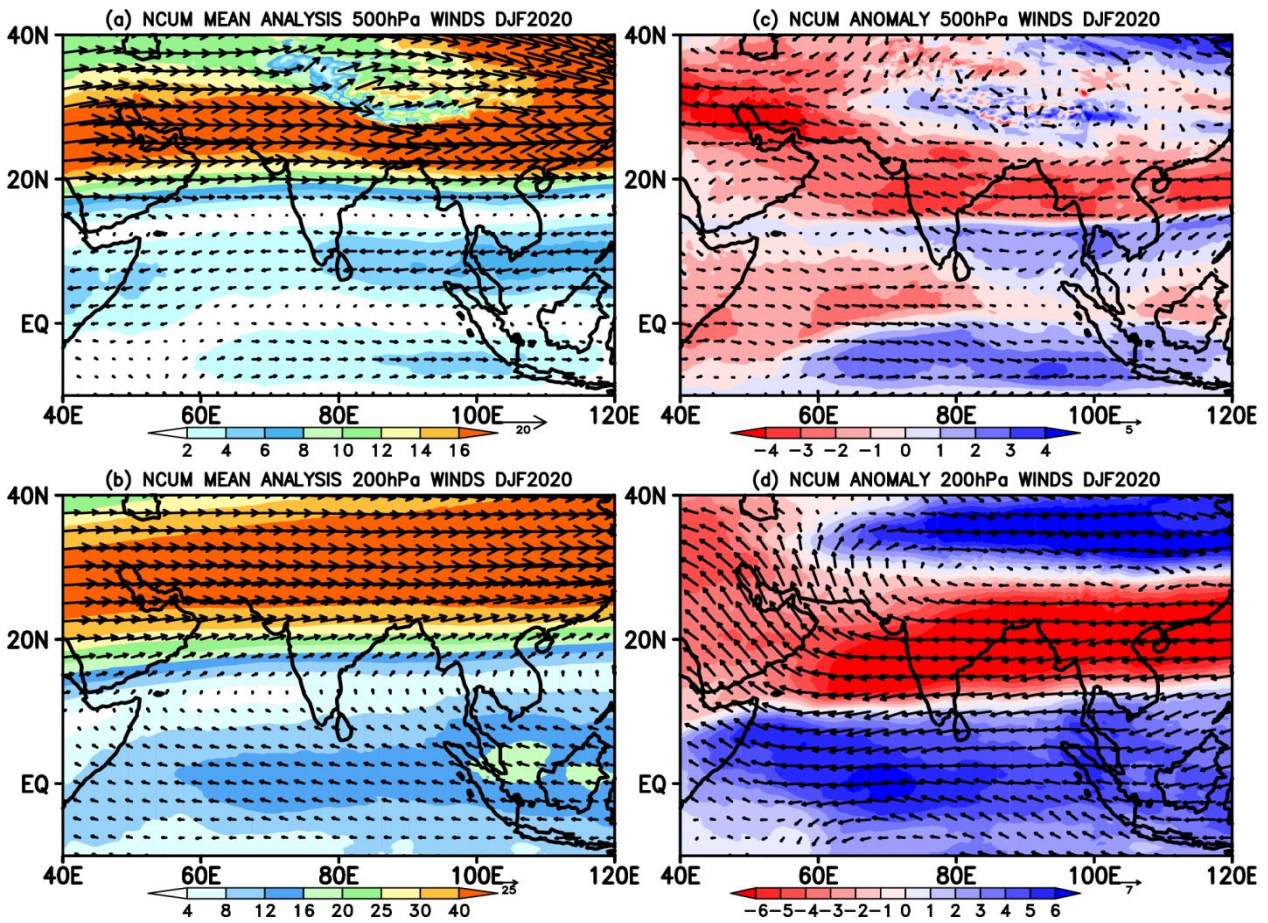 (a) NCUM MEAN ANALYSIS 500hPa WINDS DJF2020
40N
20N
EQ
40E 60E 80E 100E 120E
20
2 4 6 8 10 12 14 16
(c) NCUM ANOMALY 500hPa WINDS DJF2020
40N
20N
EQ
40E 60E 80E 100E 120E
5
-4 -3 -2 -1 0 1 2 3 4
(b) NCUM MEAN ANALYSIS 200hPa WINDS DJF2020
40N
20N
EQ
40E 60E 80E 100E 120E
25
4 8 12 16 20 25 30 40
(d) NCUM ANOMALY 200hPa WINDS DJF2020
40N
20N
EQ
40E 60E 80E 100E 120E
7
-6 -5 -4 -3 -2 -1 0 1 2 3 4 5 6